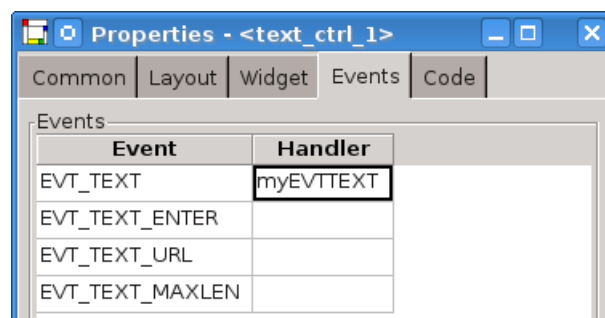 Properties - <text_ctrl_1>
Common Layout Widget Events Code
Events
Event Handler
EVT_TEXT myEVTTEXT
EVT_TEXT_ENTER
EVT_TEXT_URL
EVT_TEXT_MAXLEN